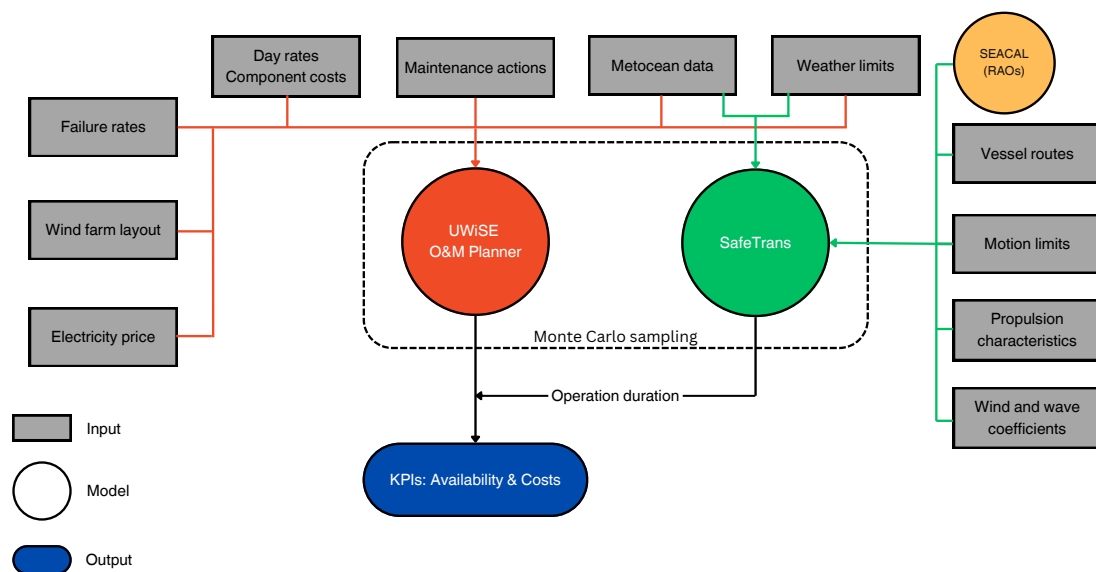 Day rates
Component costs
Maintenance actions
Metocean data
Weather limits
SEACAL
(RAOs)
Failure rates
Vessel routes
Wind farm layout
UWiSE
O&M Planner
SafeTrans
Motion limits
Electricity price
Monte Carlo sampling
Propulsion
characteristics
Operation duration
Wind and wave
coefficients
Input
KPIs: Availability & Costs
Model
Output